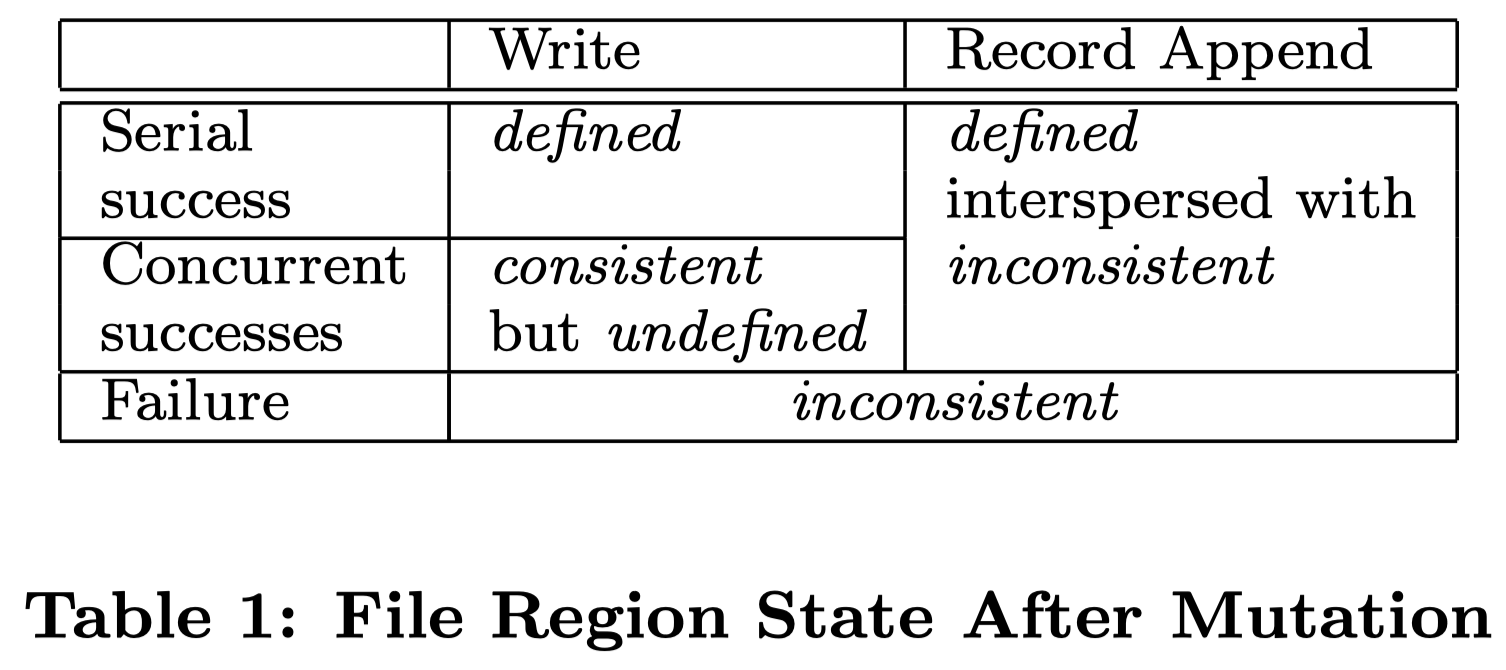 Write Record Append
Serial defined defined
success interspersed with
Concurrent consistent inconsistent
successes but undefined
Failure inconsistent
Table 1: File Region State After Mutation